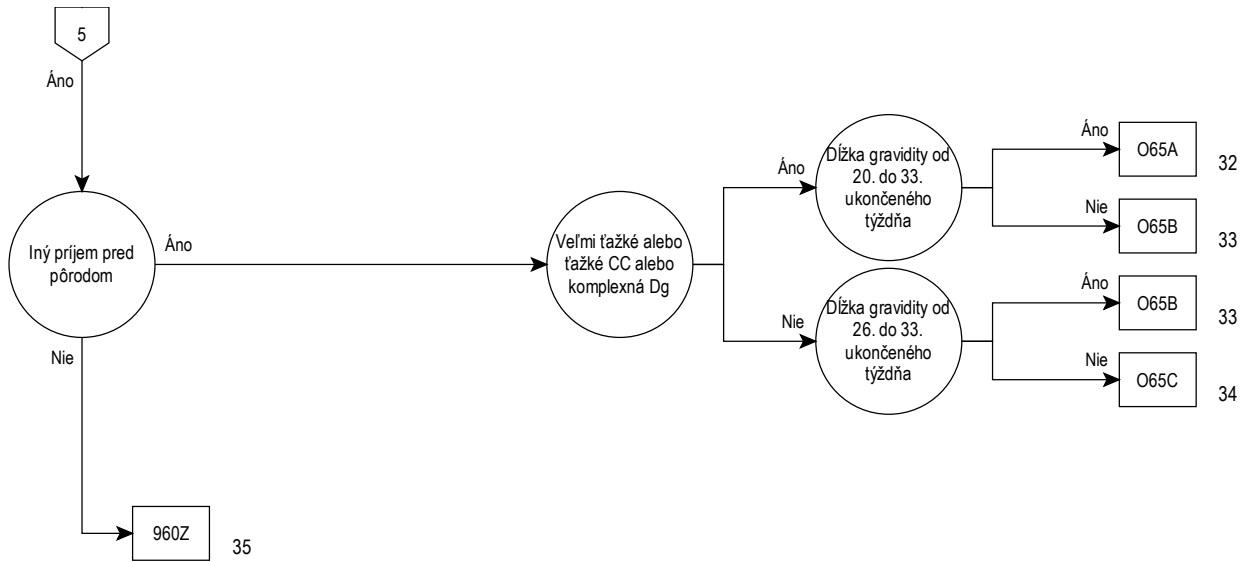 5
Áno
Iný príjem pred
pôrodom
Áno
Nie
Veľmi ťažké alebo
ťažké CC alebo
komplexná Dg
Áno
Dĺžka gravidity od
20. do 33.
ukončeného
týždňa
Áno
O65A
32
Nie
O65B
33
Nie
Dĺžka gravidity od
26. do 33.
ukončeného
týždňa
Áno
O65B
33
Nie
O65C
34
960Z
35